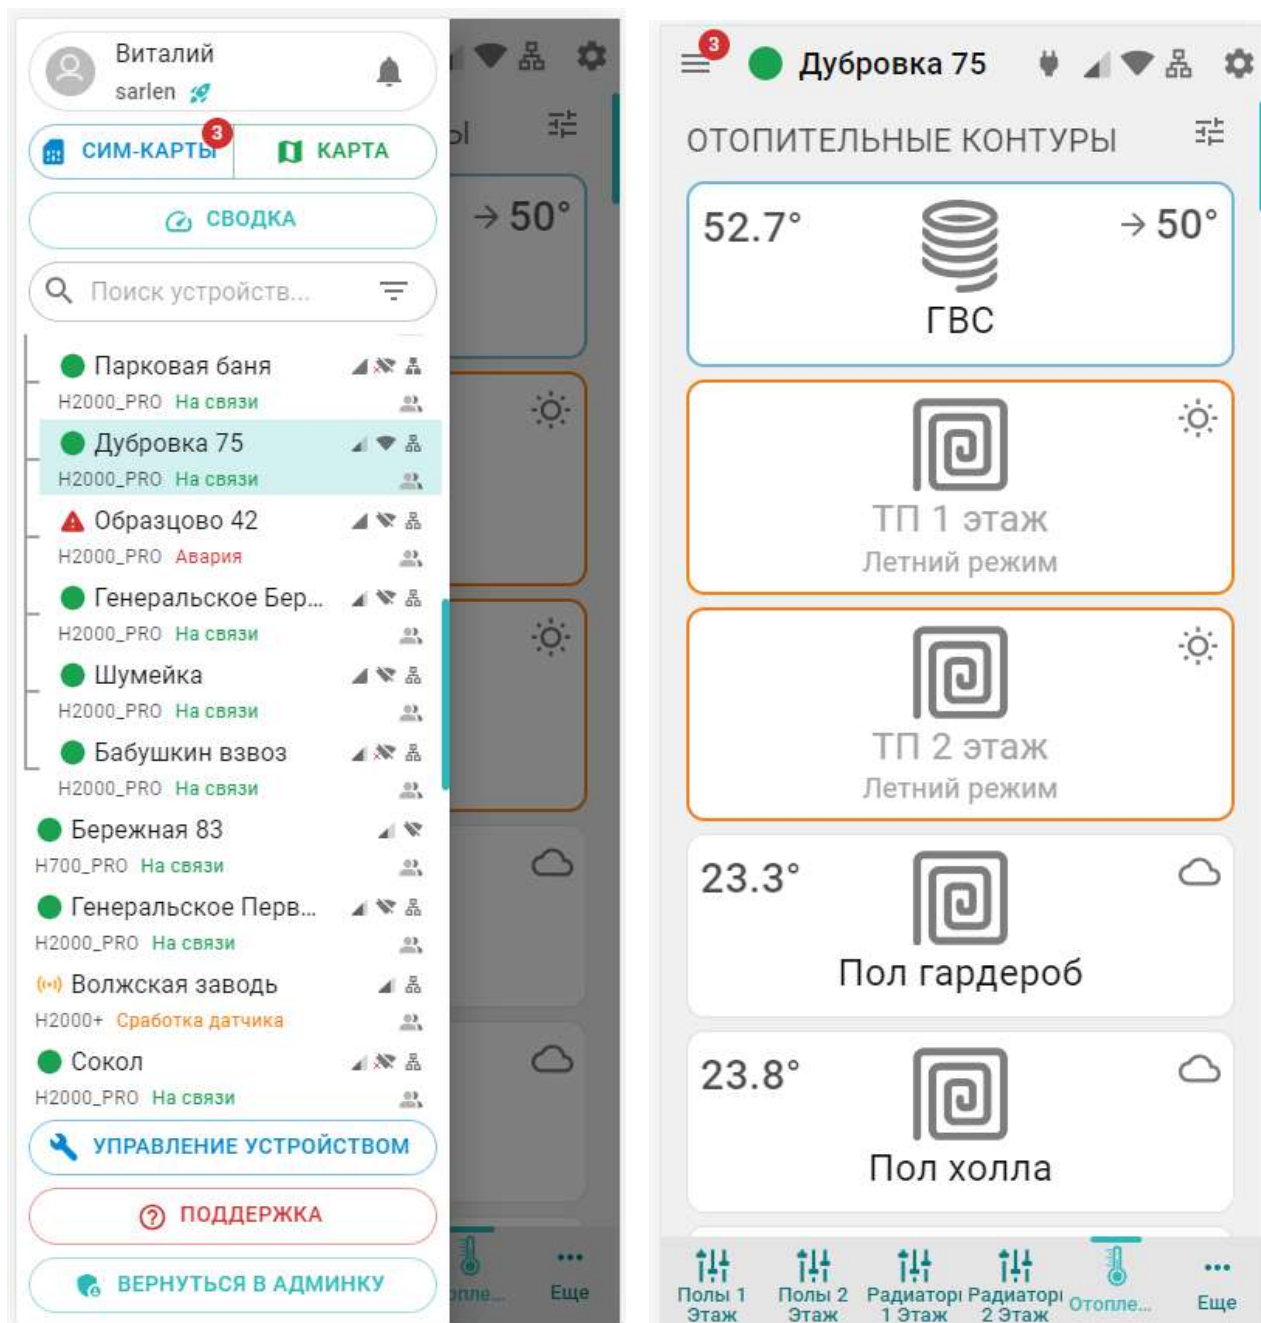 Виталий
sarlen
3
СИМ-КАРТЫ
КАРТА
СВОДКА
Поиск устройств...
Парковая баня
H2000_PRO На связи
Дубровка 75
H2000_PRO На связи
Образцово 42
H2000_PRO Авария
Генеральское Бер...
H2000_PRO На связи
Шумейка
H2000_PRO На связи
Бабушкин взвоз
H2000_PRO На связи
Бережная 83
H700_PRO На связи
Генеральское Перв...
H2000_PRO На связи
Волжская заводь
H2000+ Сработка датчика
Сокол
H2000_PRO На связи
УПРАВЛЕНИЕ УСТРОЙСТВОМ
ПОДДЕРЖКА
ВЕРНУТЬСЯ В АДМИНКУ
Ы
→ 50°
опле...
Еще
3
Дубровка 75
ОТОПИТЕЛЬНЫЕ КОНТУРЫ
52.7°
→ 50°
ГВС
ТП 1 этаж
Летний режим
ТП 2 этаж
Летний режим
23.3°
Пол гардероб
23.8°
Пол холла
Полы 1
Этаж
Полы 2
Этаж
Радиаторы
1 Этаж
Радиаторы
2 Этаж
Отопле...
Еще